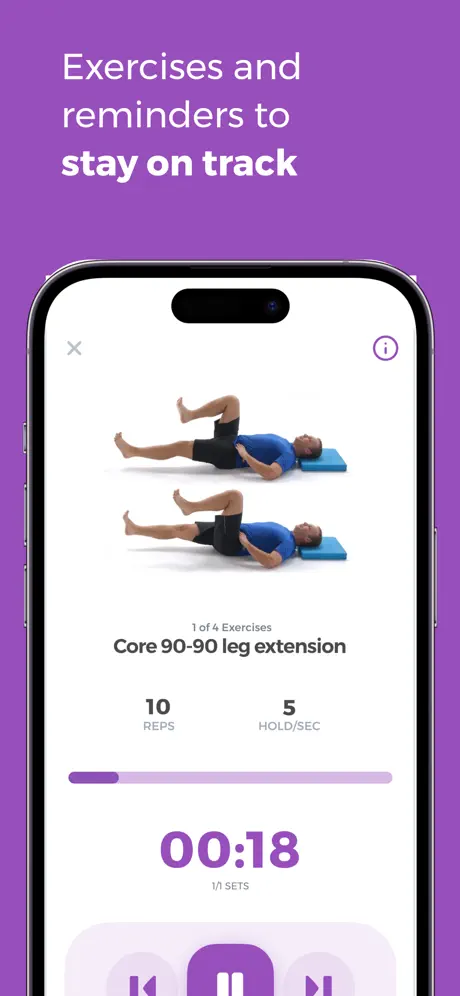 Exercises and
reminders to
stay on track
1 of 4 Exercises
Core 90-90 leg extension
10
REPS
5
HOLD/SEC
00:18
1/1 SETS